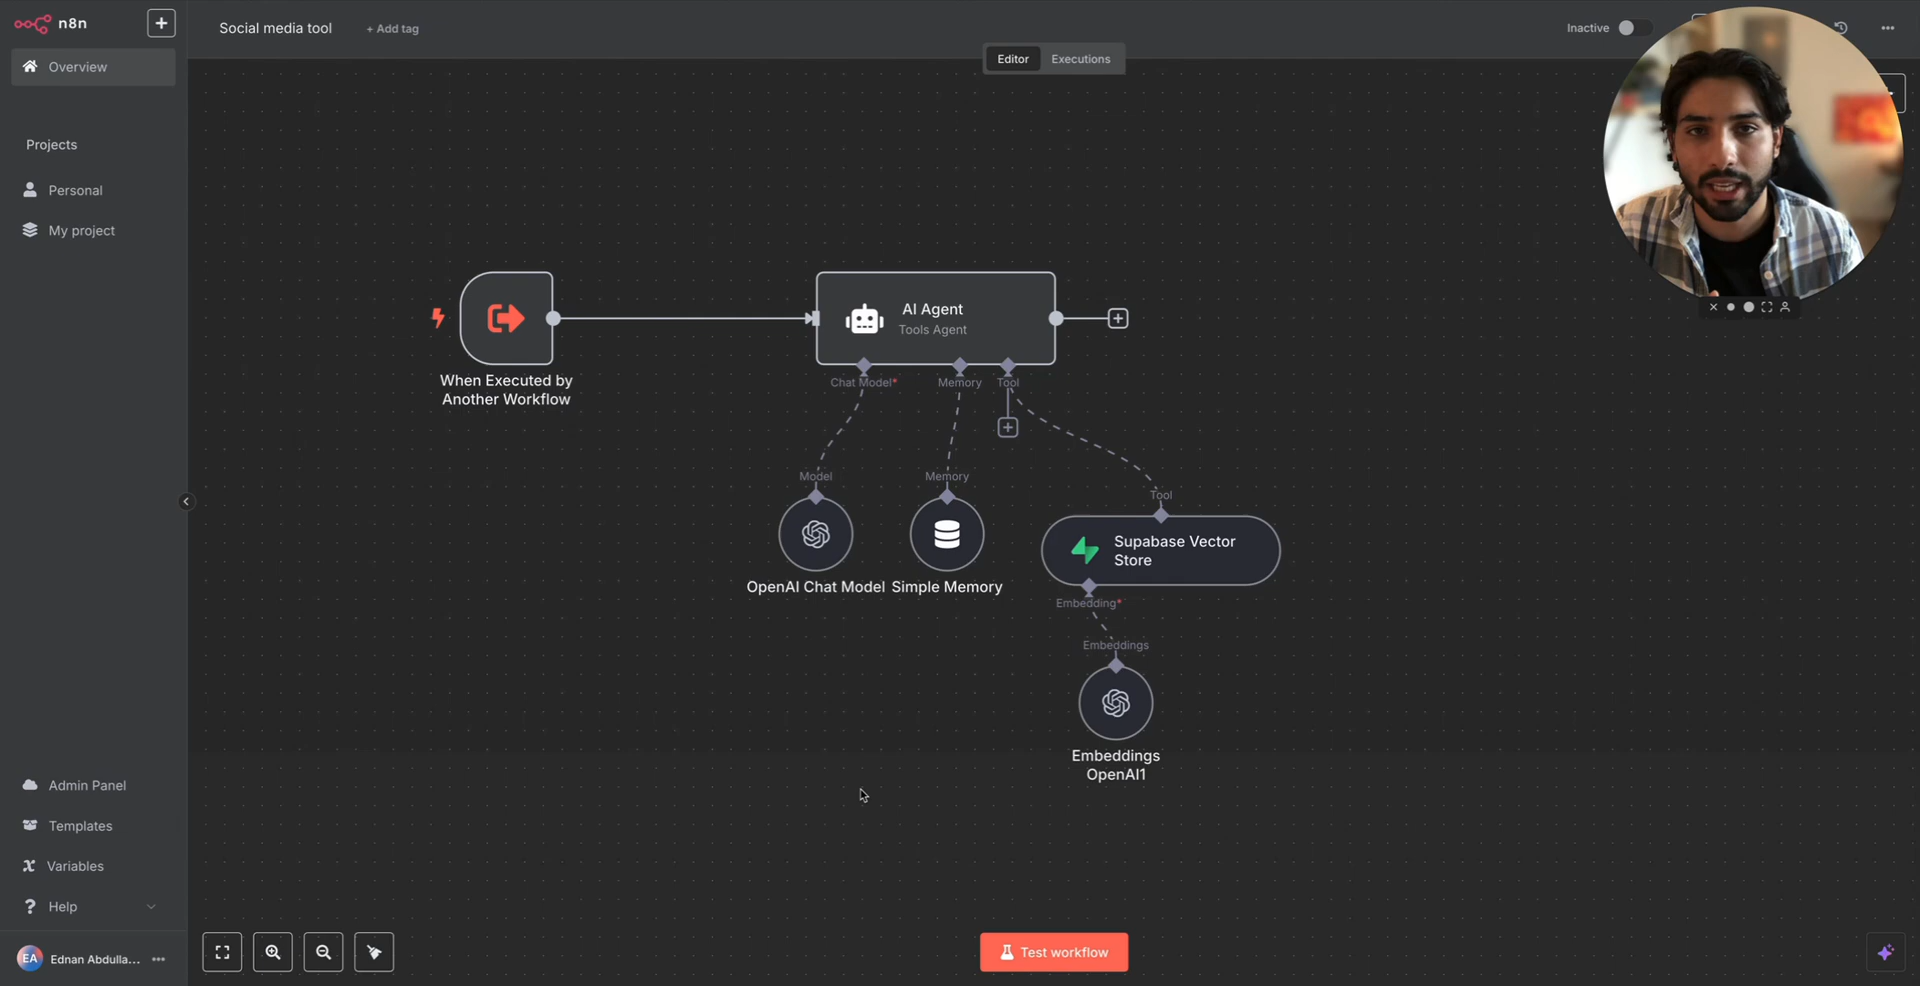 n8n
Social media tool
+ Add tag
Inactive
Editor
Executions
Overview
Projects
Personal
My project
When Executed by
Another Workflow
AI Agent
Tools Agent
Chat Model*
Memory
Tool
Model
Memory
Tool
OpenAI Chat Model
Simple Memory
Supabase Vector
Store
Embedding*
Embeddings
Embeddings
OpenAI1
Admin Panel
Templates
Variables
Help
EA
Ednan Abdulla...
Test workflow